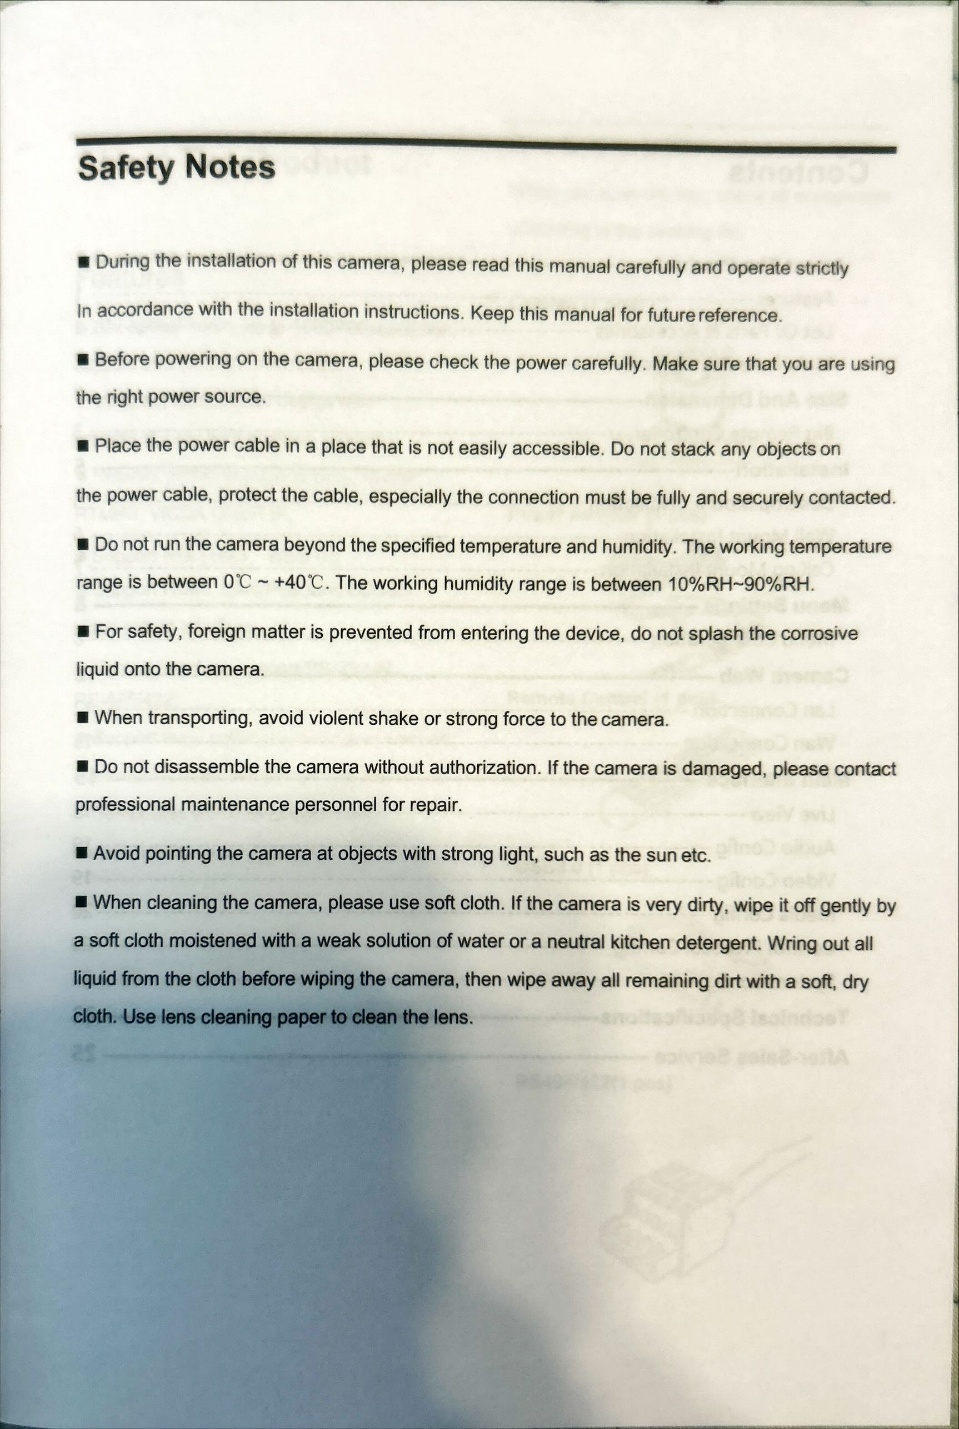 Safety Notes
■ During the installation of this camera, please read this manual carefully and operate strictly
In accordance with the installation instructions. Keep this manual for future reference.
■ Before powering on the camera, please check the power carefully. Make sure that you are using
the right power source.
■ Place the power cable in a place that is not easily accessible. Do not stack any objects on
the power cable, protect the cable, especially the connection must be fully and securely contacted.
■ Do not run the camera beyond the specified temperature and humidity. The working temperature
range is between 0℃ ~ +40℃. The working humidity range is between 10%RH~90%RH.
■ For safety, foreign matter is prevented from entering the device, do not splash the corrosive
liquid onto the camera.
■ When transporting, avoid violent shake or strong force to the camera.
■ Do not disassemble the camera without authorization. If the camera is damaged, please contact
professional maintenance personnel for repair.
■ Avoid pointing the camera at objects with strong light, such as the sun etc.
■ When cleaning the camera, please use soft cloth. If the camera is very dirty, wipe it off gently by
a soft cloth moistened with a weak solution of water or a neutral kitchen detergent. Wring out all
liquid from the cloth before wiping the camera, then wipe away all remaining dirt with a soft, dry
cloth. Use lens cleaning paper to clean the lens.